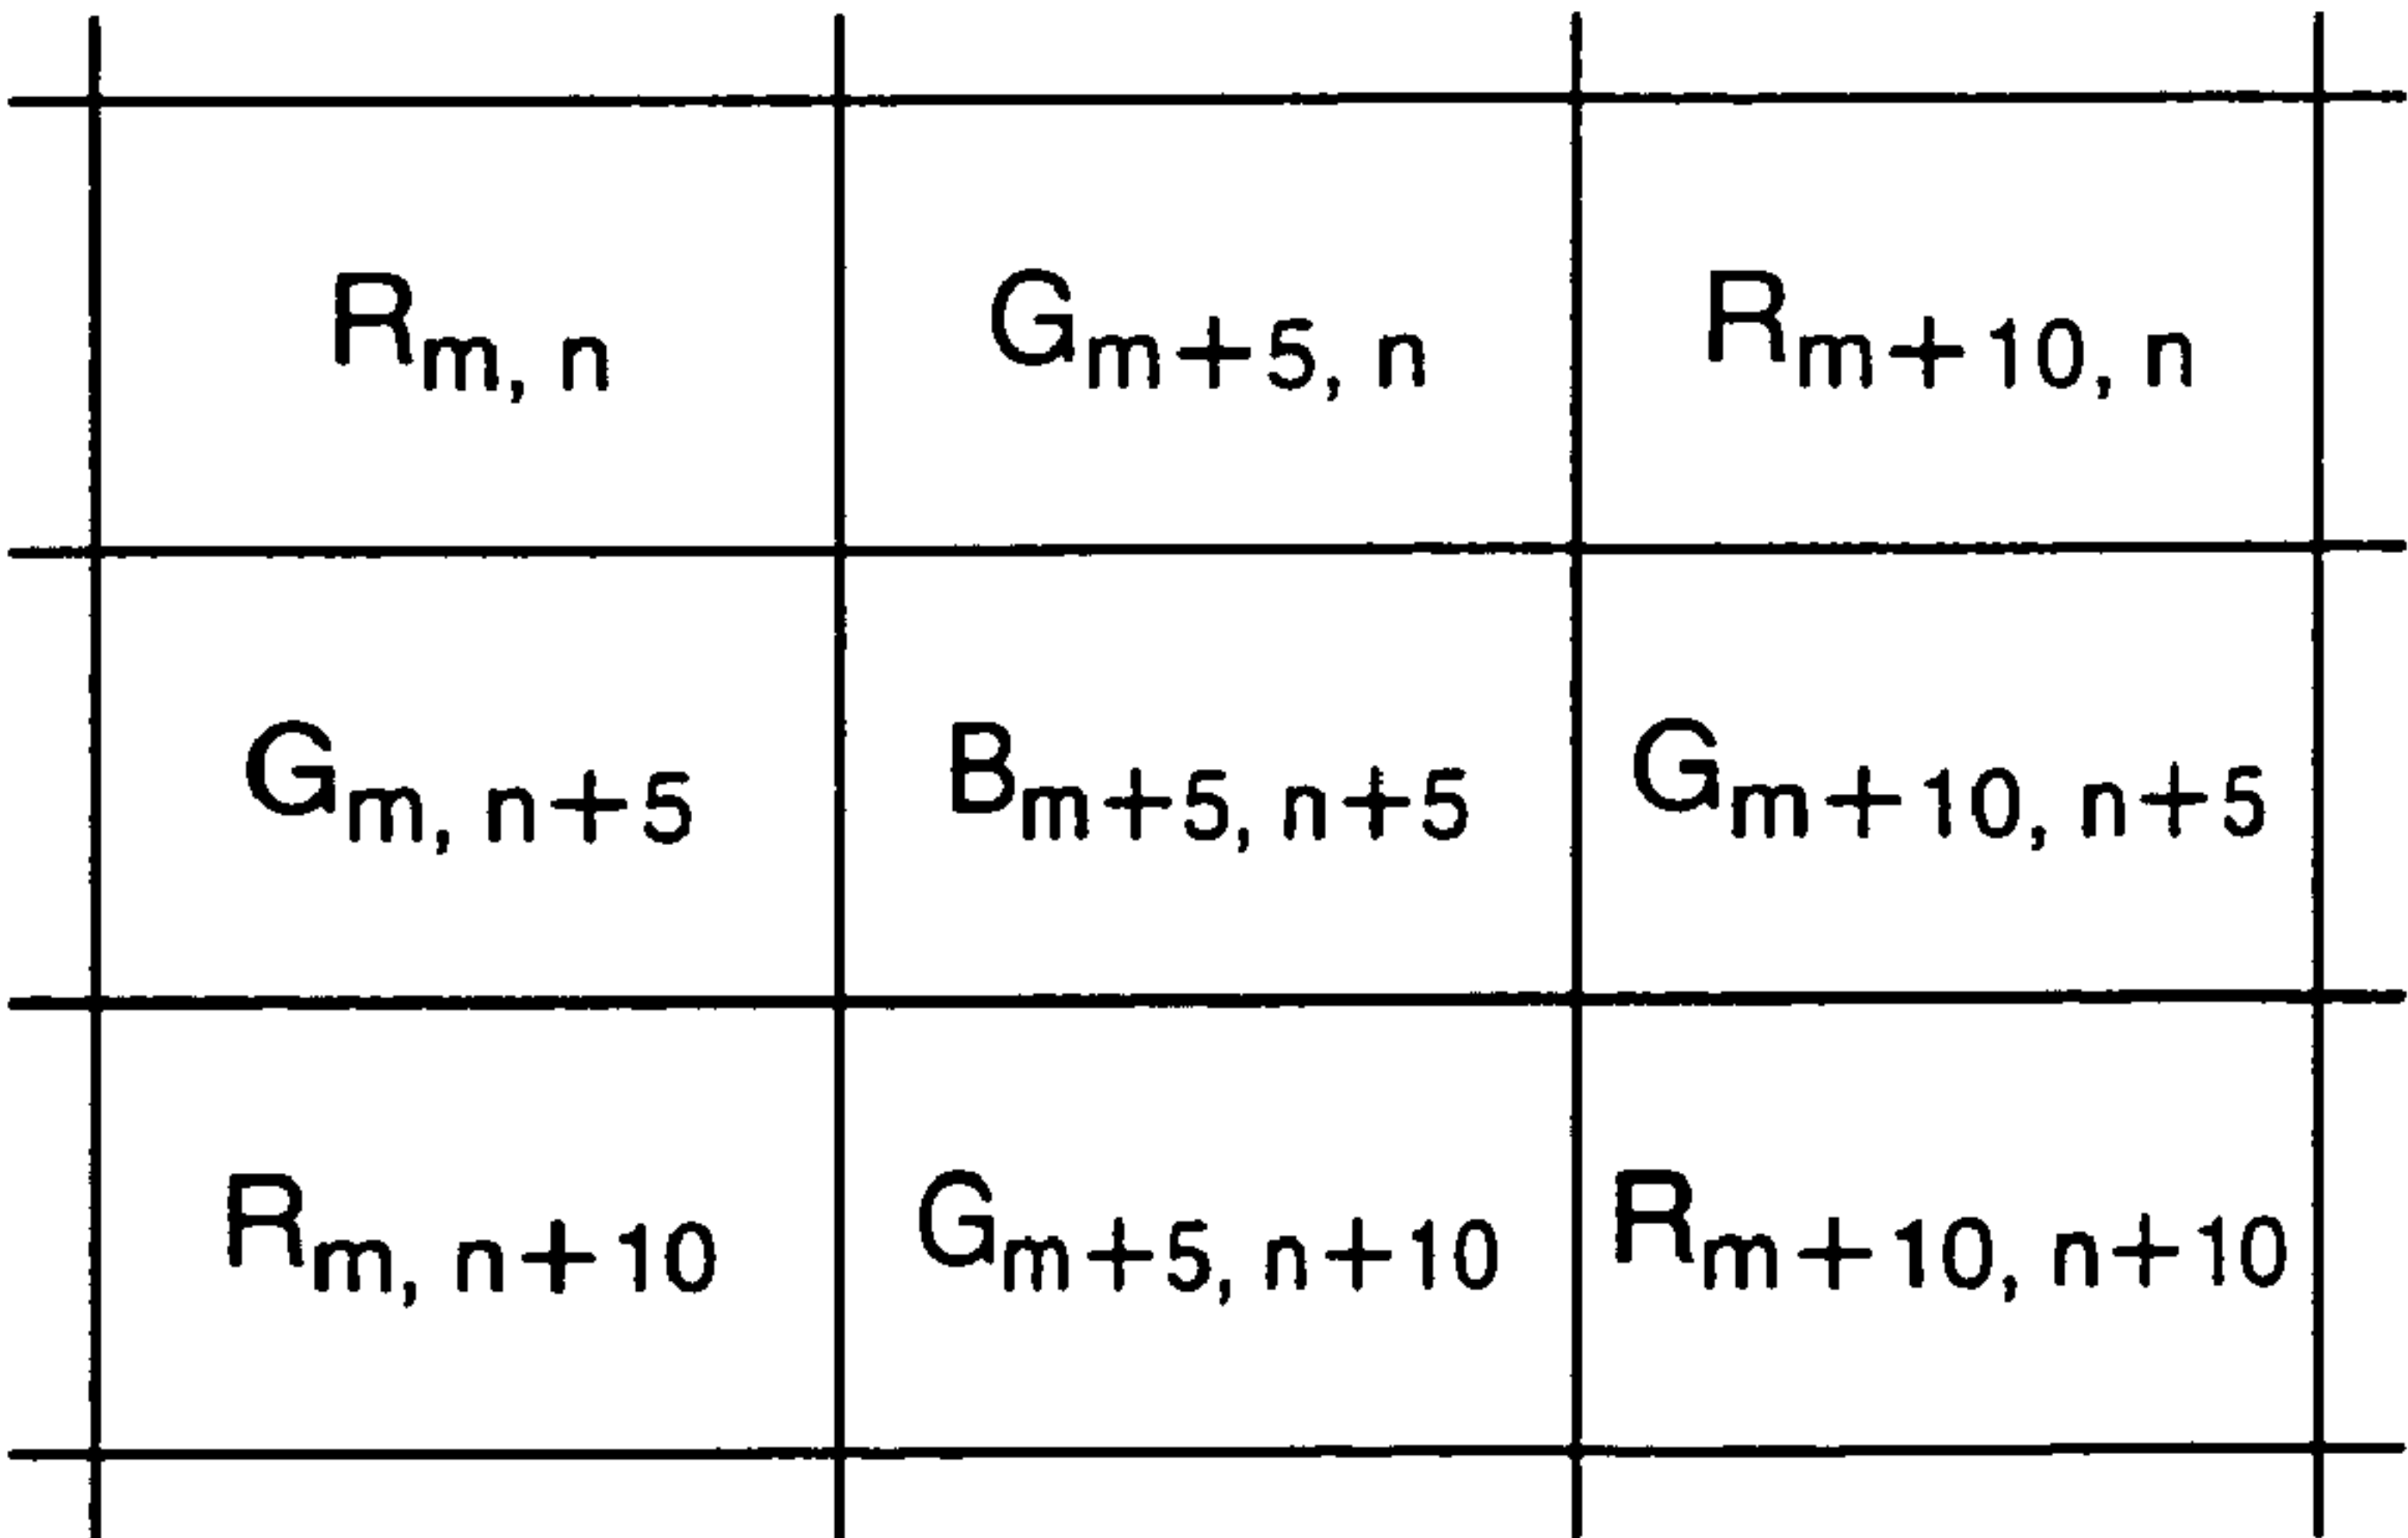 Rm, n Gm+5, n Rm+10, n
Gm, n+5 Bm+5, n+5 Gm+10, n+5
Rm, n+10 Gm+5, n+10 Rm+10, n+10